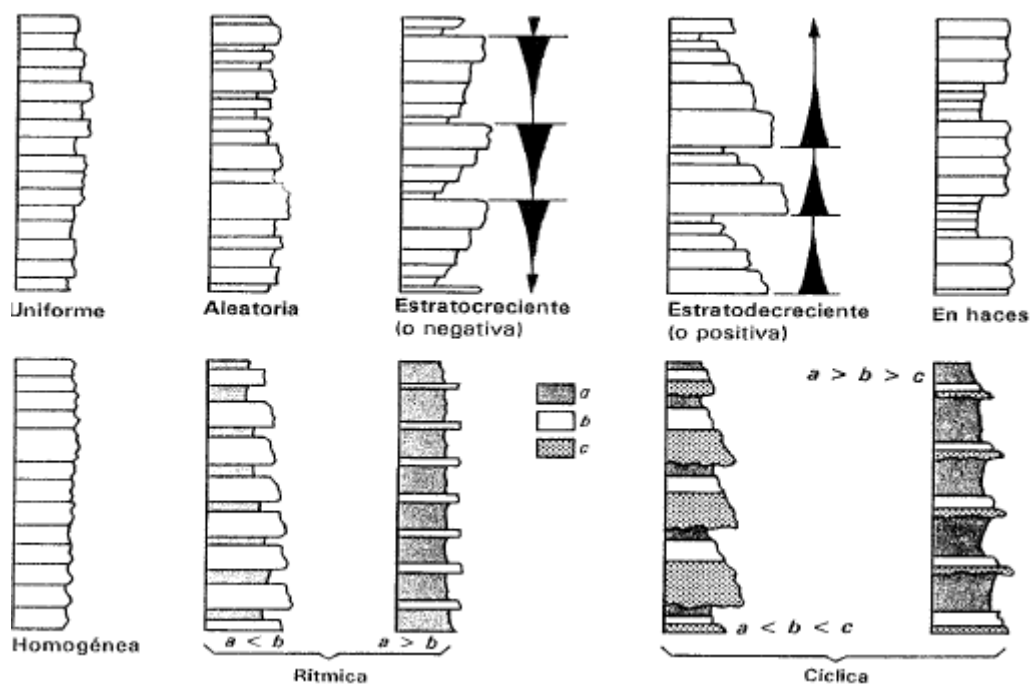 Uniforme
Aleatoria
Estratocreciente
(o negativa)
Estratodecreciente
(o positiva)
En haces
a
b
c
a > b > c
Homogénea
a < b
a > b
Rítmica
a < b < c
Cíclica